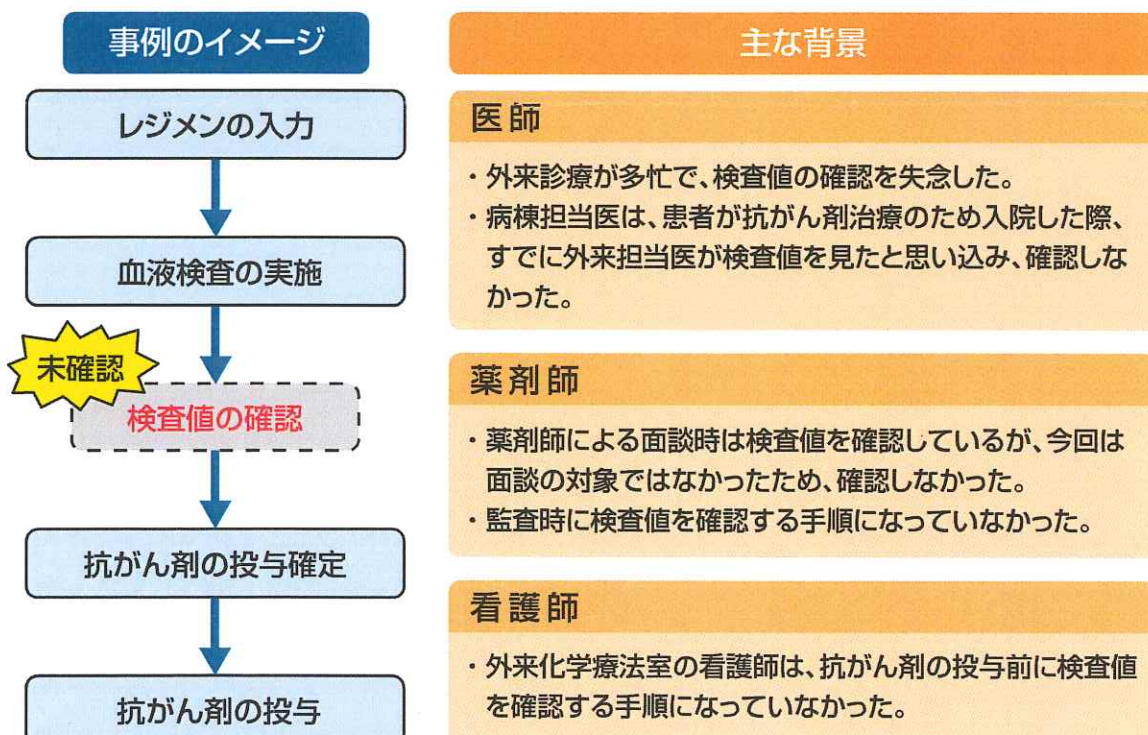 事例のイメージ
レジメンの入力
血液検査の実施
未確認
検査値の確認
抗がん剤の投与確定
抗がん剤の投与
主な背景
医師
・外来診療が多忙で、検査値の確認を失念した。
・病棟担当医は、患者が抗がん剤治療のため入院した際、
すでに外来担当医が検査値を見たと思い込み、確認しな
かった。
薬剤師
・薬剤師による面談時は検査値を確認しているが、今回は
面談の対象ではなかったため、確認しなかった。
・監査時に検査値を確認する手順になっていなかった。
看護師
・外来化学療法室の看護師は、抗がん剤の投与前に検査値
を確認する手順になっていなかった。